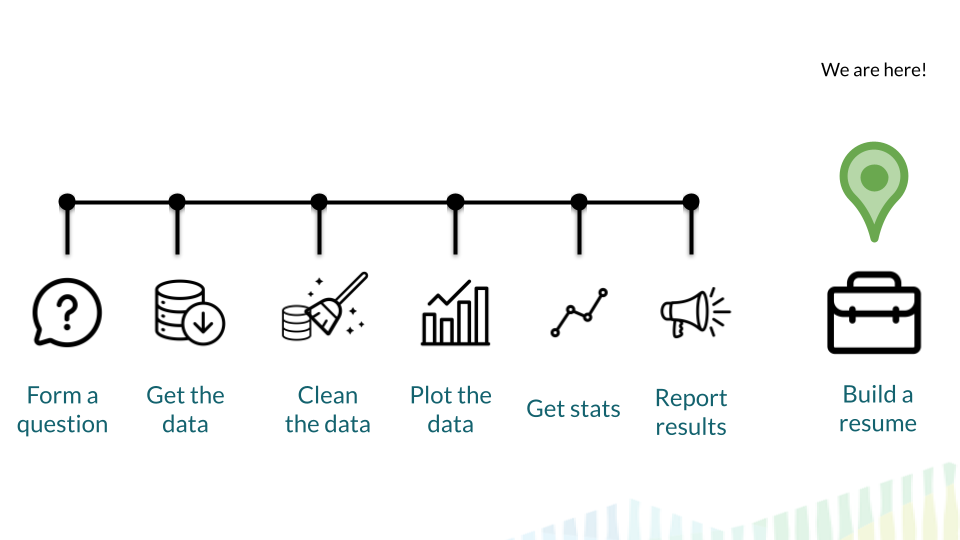 We are here!
?
Form a
question
Get the
data
Clean
the data
Plot the
data
Get stats
Report
results
Build a
resume